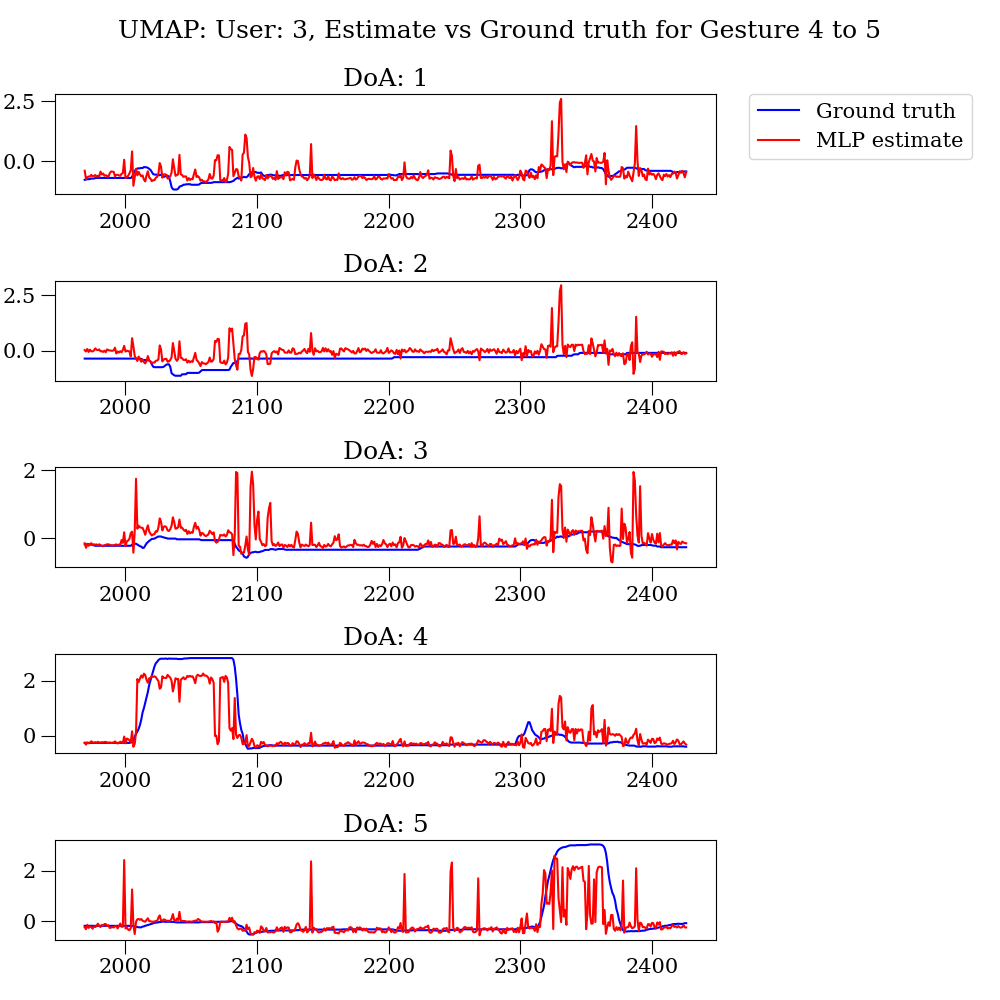 UMAP: User: 3, Estimate vs Ground truth for Gesture 4 to 5
DoA: 1
2.5
0.0
2000 2100 2200 2300 2400
Ground truth
MLP estimate
DoA: 2
2.5
0.0
2000 2100 2200 2300 2400
DoA: 3
2
0
2000 2100 2200 2300 2400
DoA: 4
2
0
2000 2100 2200 2300 2400
DoA: 5
2
0
2000 2100 2200 2300 2400